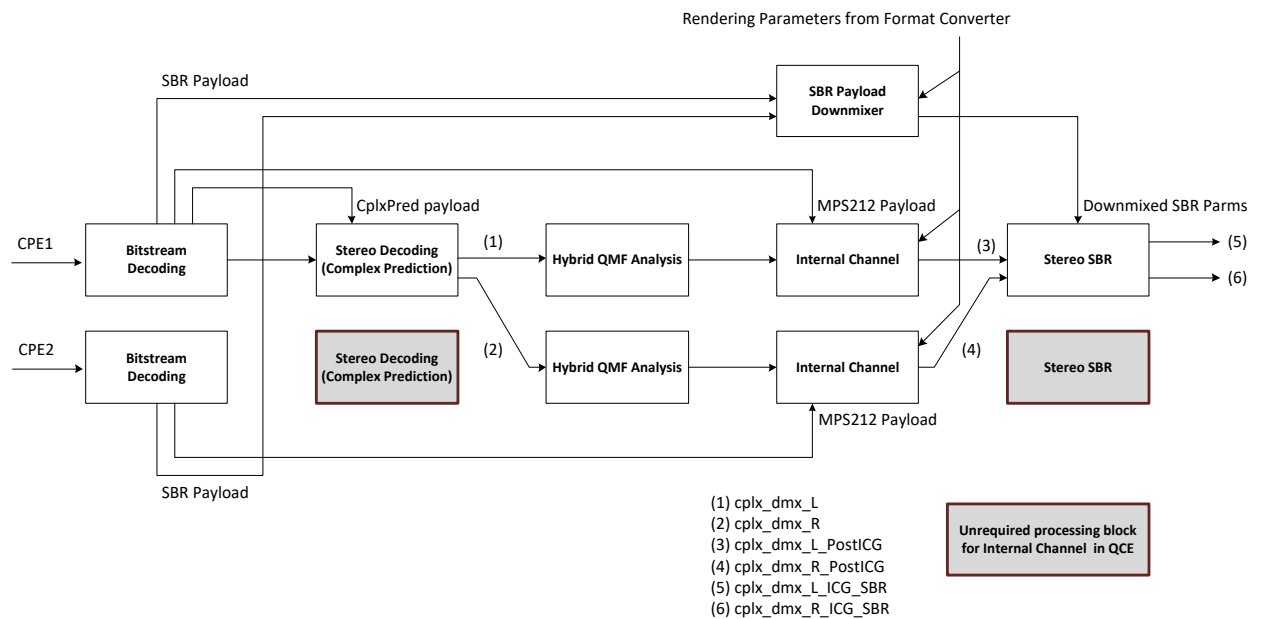 Rendering Parameters from Format Converter
SBR Payload
SBR Payload
Downmixer
CplxPred payload
MPS212 Payload
Downmixed SBR Parms
CPE1
Bitstream
Decoding
Stereo Decoding
(Complex Prediction)
(1)
Hybrid QMF Analysis
Internal Channel
(3)
Stereo SBR
(5)
(6)
CPE2
Bitstream
Decoding
Stereo Decoding
(Complex Prediction)
(2)
Hybrid QMF Analysis
Internal Channel
(4)
Stereo SBR
MPS212 Payload
SBR Payload
(1) cplx_dmx_L
(2) cplx_dmx_R
(3) cplx_dmx_L_PostICG
(4) cplx_dmx_R_PostICG
(5) cplx_dmx_L_ICG_SBR
(6) cplx_dmx_R_ICG_SBR
Unrequired processing block
for Internal Channel in QCE